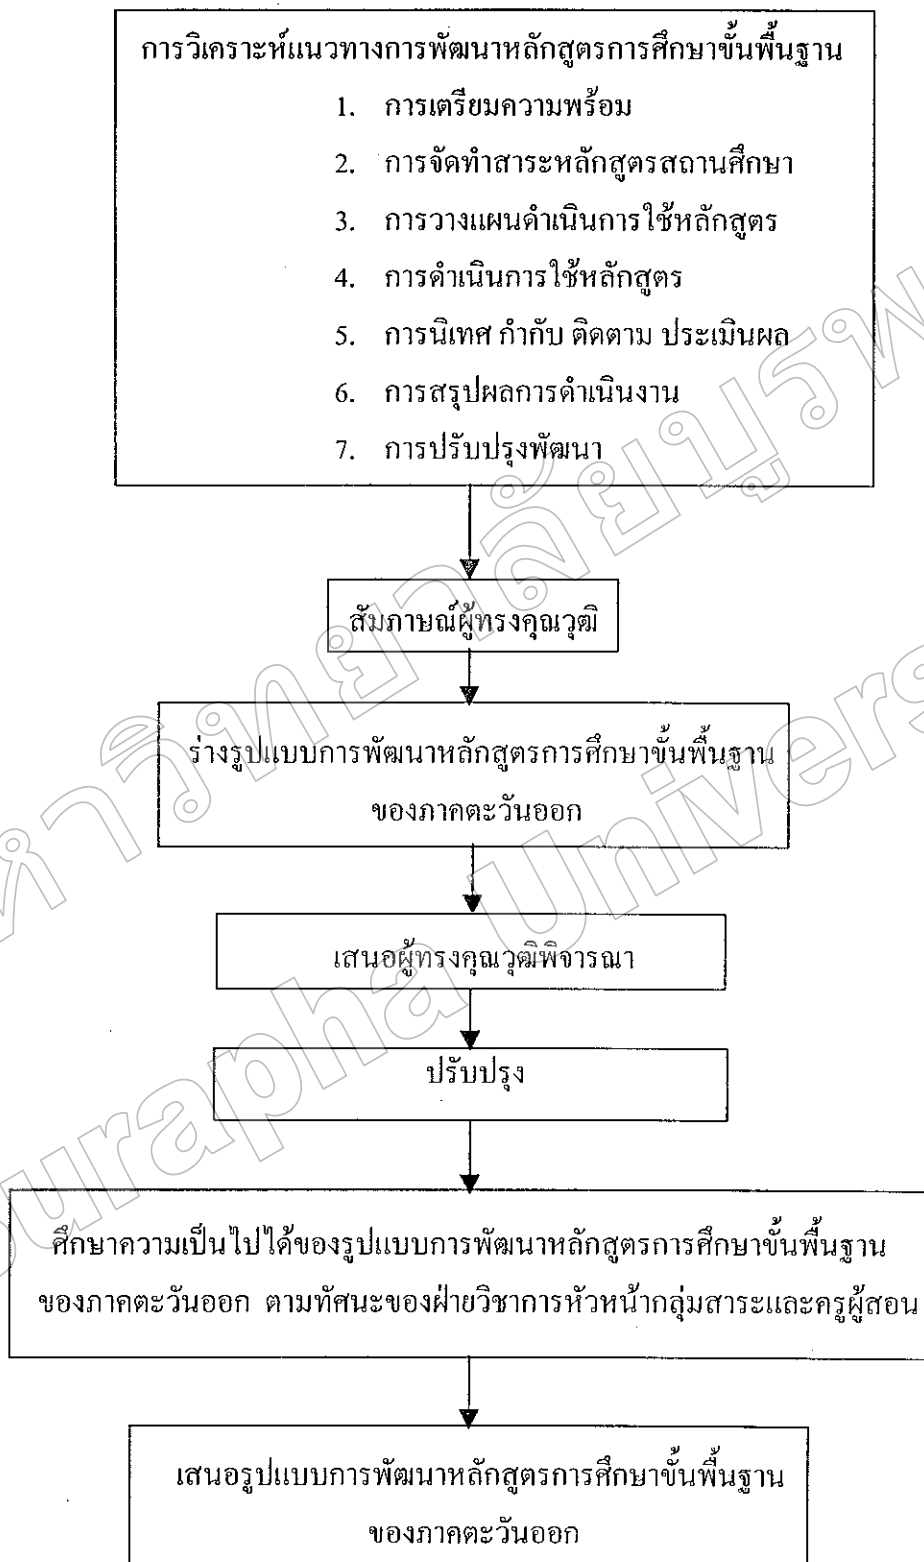 การวิเคราะห์แนวทางการพัฒนาหลักสูตรการศึกษาขั้นพื้นฐาน
1. การเตรียมความพร้อม
2. การจัดทำสาระหลักสูตรสถานศึกษา
3. การวางแผนดำเนินการใช้หลักสูตร
4. การดำเนินการใช้หลักสูตร
5. การนิเทศ กำกับ ติดตาม ประเมินผล
6. การสรุปผลการดำเนินงาน
7. การปรับปรุงพัฒนา
สัมภาษณ์ผู้ทรงคุณวุฒิ
ร่างรูปแบบการพัฒนาหลักสูตรการศึกษาขั้นพื้นฐาน
ของภาคตะวันออก
เสนอผู้ทรงคุณวุฒิพิจารณา
ปรับปรุง
ศึกษาความเป็นไปได้ของรูปแบบการพัฒนาหลักสูตรการศึกษาขั้นพื้นฐาน
ของภาคตะวันออก ตามทัศนะของฝ่ายวิชาการหัวหน้ากลุ่มสาระและครูผู้สอน
เสนอรูปแบบการพัฒนาหลักสูตรการศึกษาขั้นพื้นฐาน
ของภาคตะวันออก